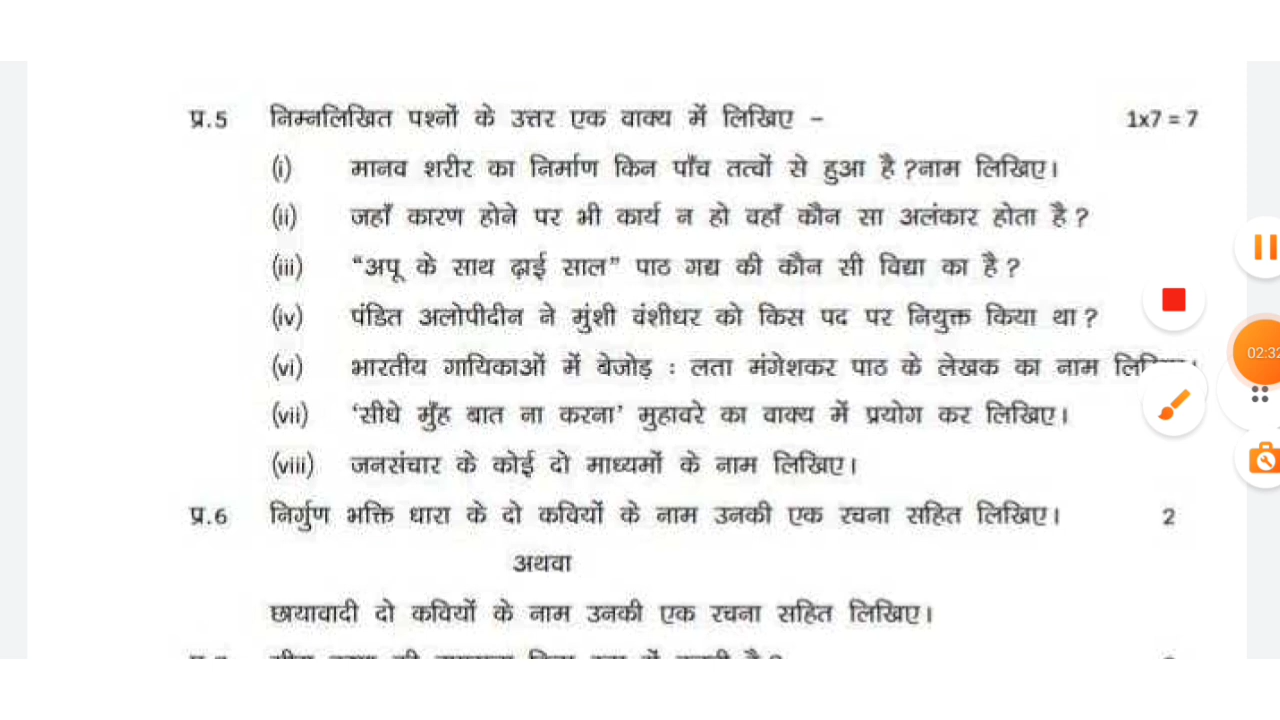 प्र.5 निम्नलिखित पश्नों के उत्तर एक वाक्य में लिखिए – 1x7 = 7
(i) मानव शरीर का निर्माण किन पाँच तत्वों से हुआ है ?नाम लिखिए।
(ii) जहाँ कारण होने पर भी कार्य न हो वहाँ कौन सा अलंकार होता है ?
(iii) “अपू के साथ ढ़ाई साल” पाठ गद्य की कौन सी विद्या का है ?
(iv) पंडित अलोपीदीन ने मुंशी वंशीधर को किस पद पर नियुक्त किया था ?
(vi) भारतीय गायिकाओं में बेजोड़ : लता मंगेशकर पाठ के लेखक का नाम
(vii) ‘सीधे मुँह बात ना करना’ मुहावरे का वाक्य में प्रयोग कर लिखिए।
(viii) जनसंचार के कोई दो माध्यमों के नाम लिखिए।
प्र.6 निर्गुण भक्ति धारा के दो कवियों के नाम उनकी एक रचना सहित लिखिए। 2
अथवा
छायावादी दो कवियों के नाम उनकी एक रचना सहित लिखिए।
02:32